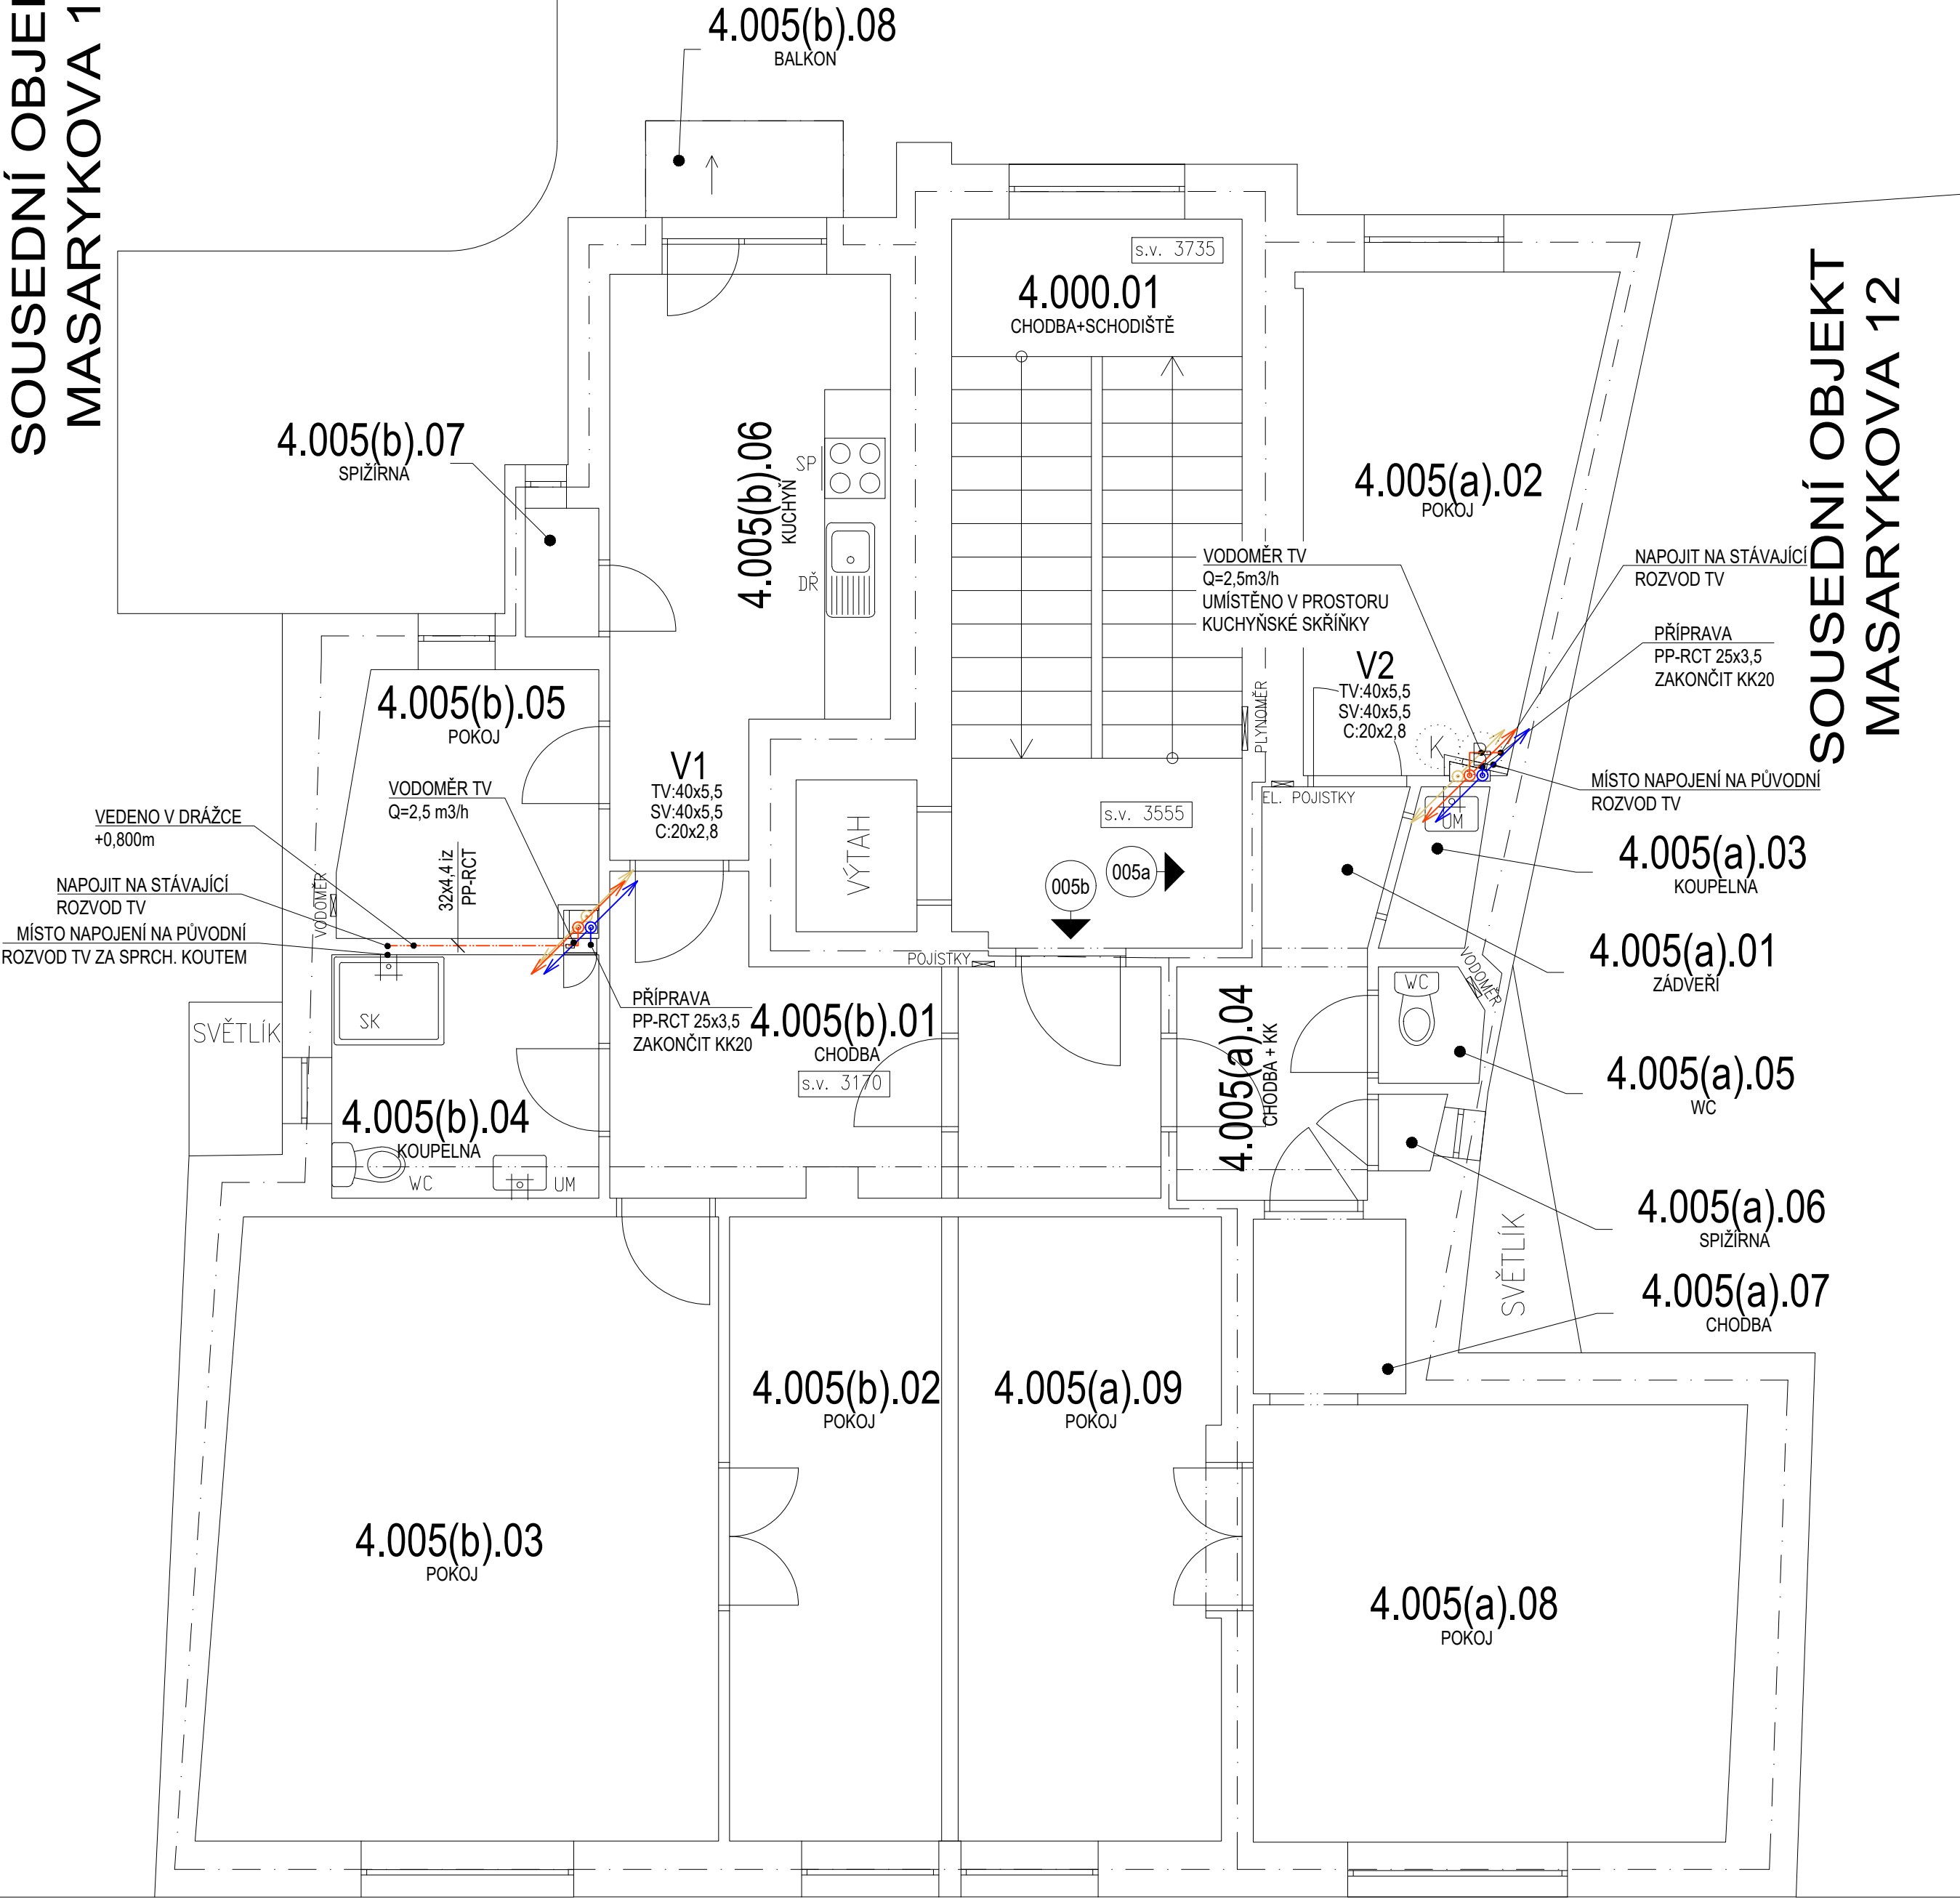 SOUSEDNÍ OBJEK
MASARYKOVA 1
4.005(b).08
BALKON
s.v. 3735
4.000.01
CHODBA+SCHODIŠTĚ
SOUSEDNÍ OBJEKT
MASARYKOVA 12
4.005(b).07
SPIŽÍRNA
4.005(b).06
KUCHYŇ
SP
DŘ
4.005(a).02
POKOJ
VODOMĚR TV
Q=2,5m3/h
UMÍSTĚNO V PROSTORU
KUCHYŇSKÉ SKŘÍŇKY
NAPOJIT NA STÁVAJÍCÍ
ROZVOD TV
PŘÍPRAVA
PP-RCT 25x3,5
ZAKONČIT KK20
V2
TV:40x5,5
SV:40x5,5
C:20x2,8
PLYNOMĚR
K
P
4.005(b).05
POKOJ
V1
TV:40x5,5
SV:40x5,5
C:20x2,8
VODOMĚR TV
Q=2,5 m3/h
VEDENO V DRÁŽCE
+0,800m
32x4,4 iz
PP-RCT
VÝTAH
s.v. 3555
EL. POJISTKY
UM
MÍSTO NAPOJENÍ NA PŮVODNÍ
ROZVOD TV
4.005(a).03
KOUPELNA
005b
005a
NAPOJIT NA STÁVAJÍCÍ
ROZVOD TV
VODOMĚR
MÍSTO NAPOJENÍ NA PŮVODNÍ
ROZVOD TV ZA SPRCH. KOUTEM
POJISTKY
4.005(a).01
ZÁDVEŘÍ
VODOMĚR
WC
SVĚTLÍK
SK
PŘÍPRAVA
PP-RCT 25x3,5
ZAKONČIT KK20
4.005(b).01
CHODBA
s.v. 3170
4.005(a).04
CHODBA + KK
4.005(a).05
WC
4.005(b).04
KOUPELNA
WC
UM
4.005(a).06
SPIŽÍRNA
SVĚTLÍK
4.005(a).07
CHODBA
4.005(b).02
POKOJ
4.005(a).09
POKOJ
4.005(b).03
POKOJ
4.005(a).08
POKOJ